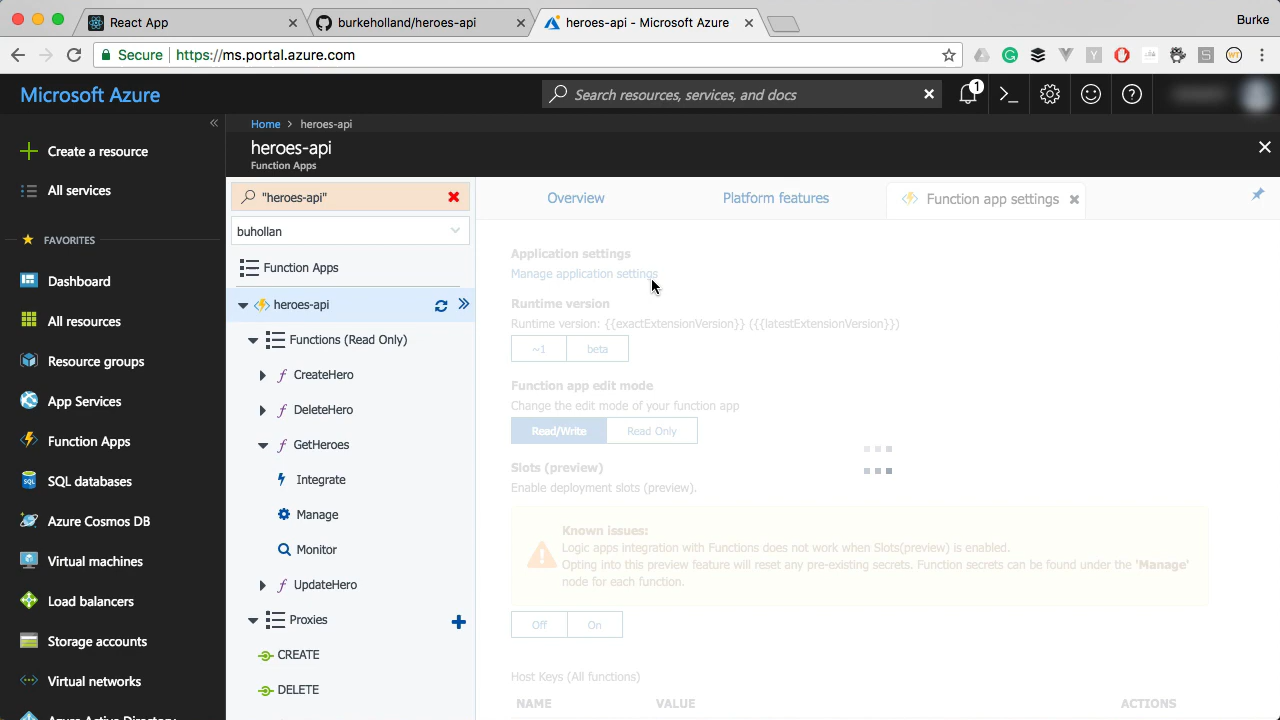 React App
burkeholland/heroes-api
heroes-api - Microsoft Azure
Burke
Secure https://ms.portal.azure.com
Microsoft Azure
Search resources, services, and docs
1
Home > heroes-api
heroes-api
Function Apps
Create a resource
All services
FAVORITES
Dashboard
All resources
Resource groups
App Services
Function Apps
SQL databases
Azure Cosmos DB
Virtual machines
Load balancers
Storage accounts
Virtual networks
Azure Active Directory
"heroes-api"
buhollan
Function Apps
heroes-api
Functions (Read Only)
CreateHero
DeleteHero
GetHeroes
Integrate
Manage
Monitor
UpdateHero
Proxies
CREATE
DELETE
Overview
Platform features
Function app settings
Application settings
Manage application settings
Runtime version
Runtime version: {{exactExtensionVersion}} ({{latestExtensionVersion}})
~1
beta
Function app edit mode
Change the edit mode of your function app
Read/Write
Read Only
Slots (preview)
Enable deployment slots (preview).
Known issues:
Logic apps integration with Functions does not work when Slots(preview) is enabled.
Opting into this preview feature will reset any pre-existing secrets. Function secrets can be found under the 'Manage'
node for each function.
Off
On
Host Keys (All functions)
NAME
VALUE
ACTIONS